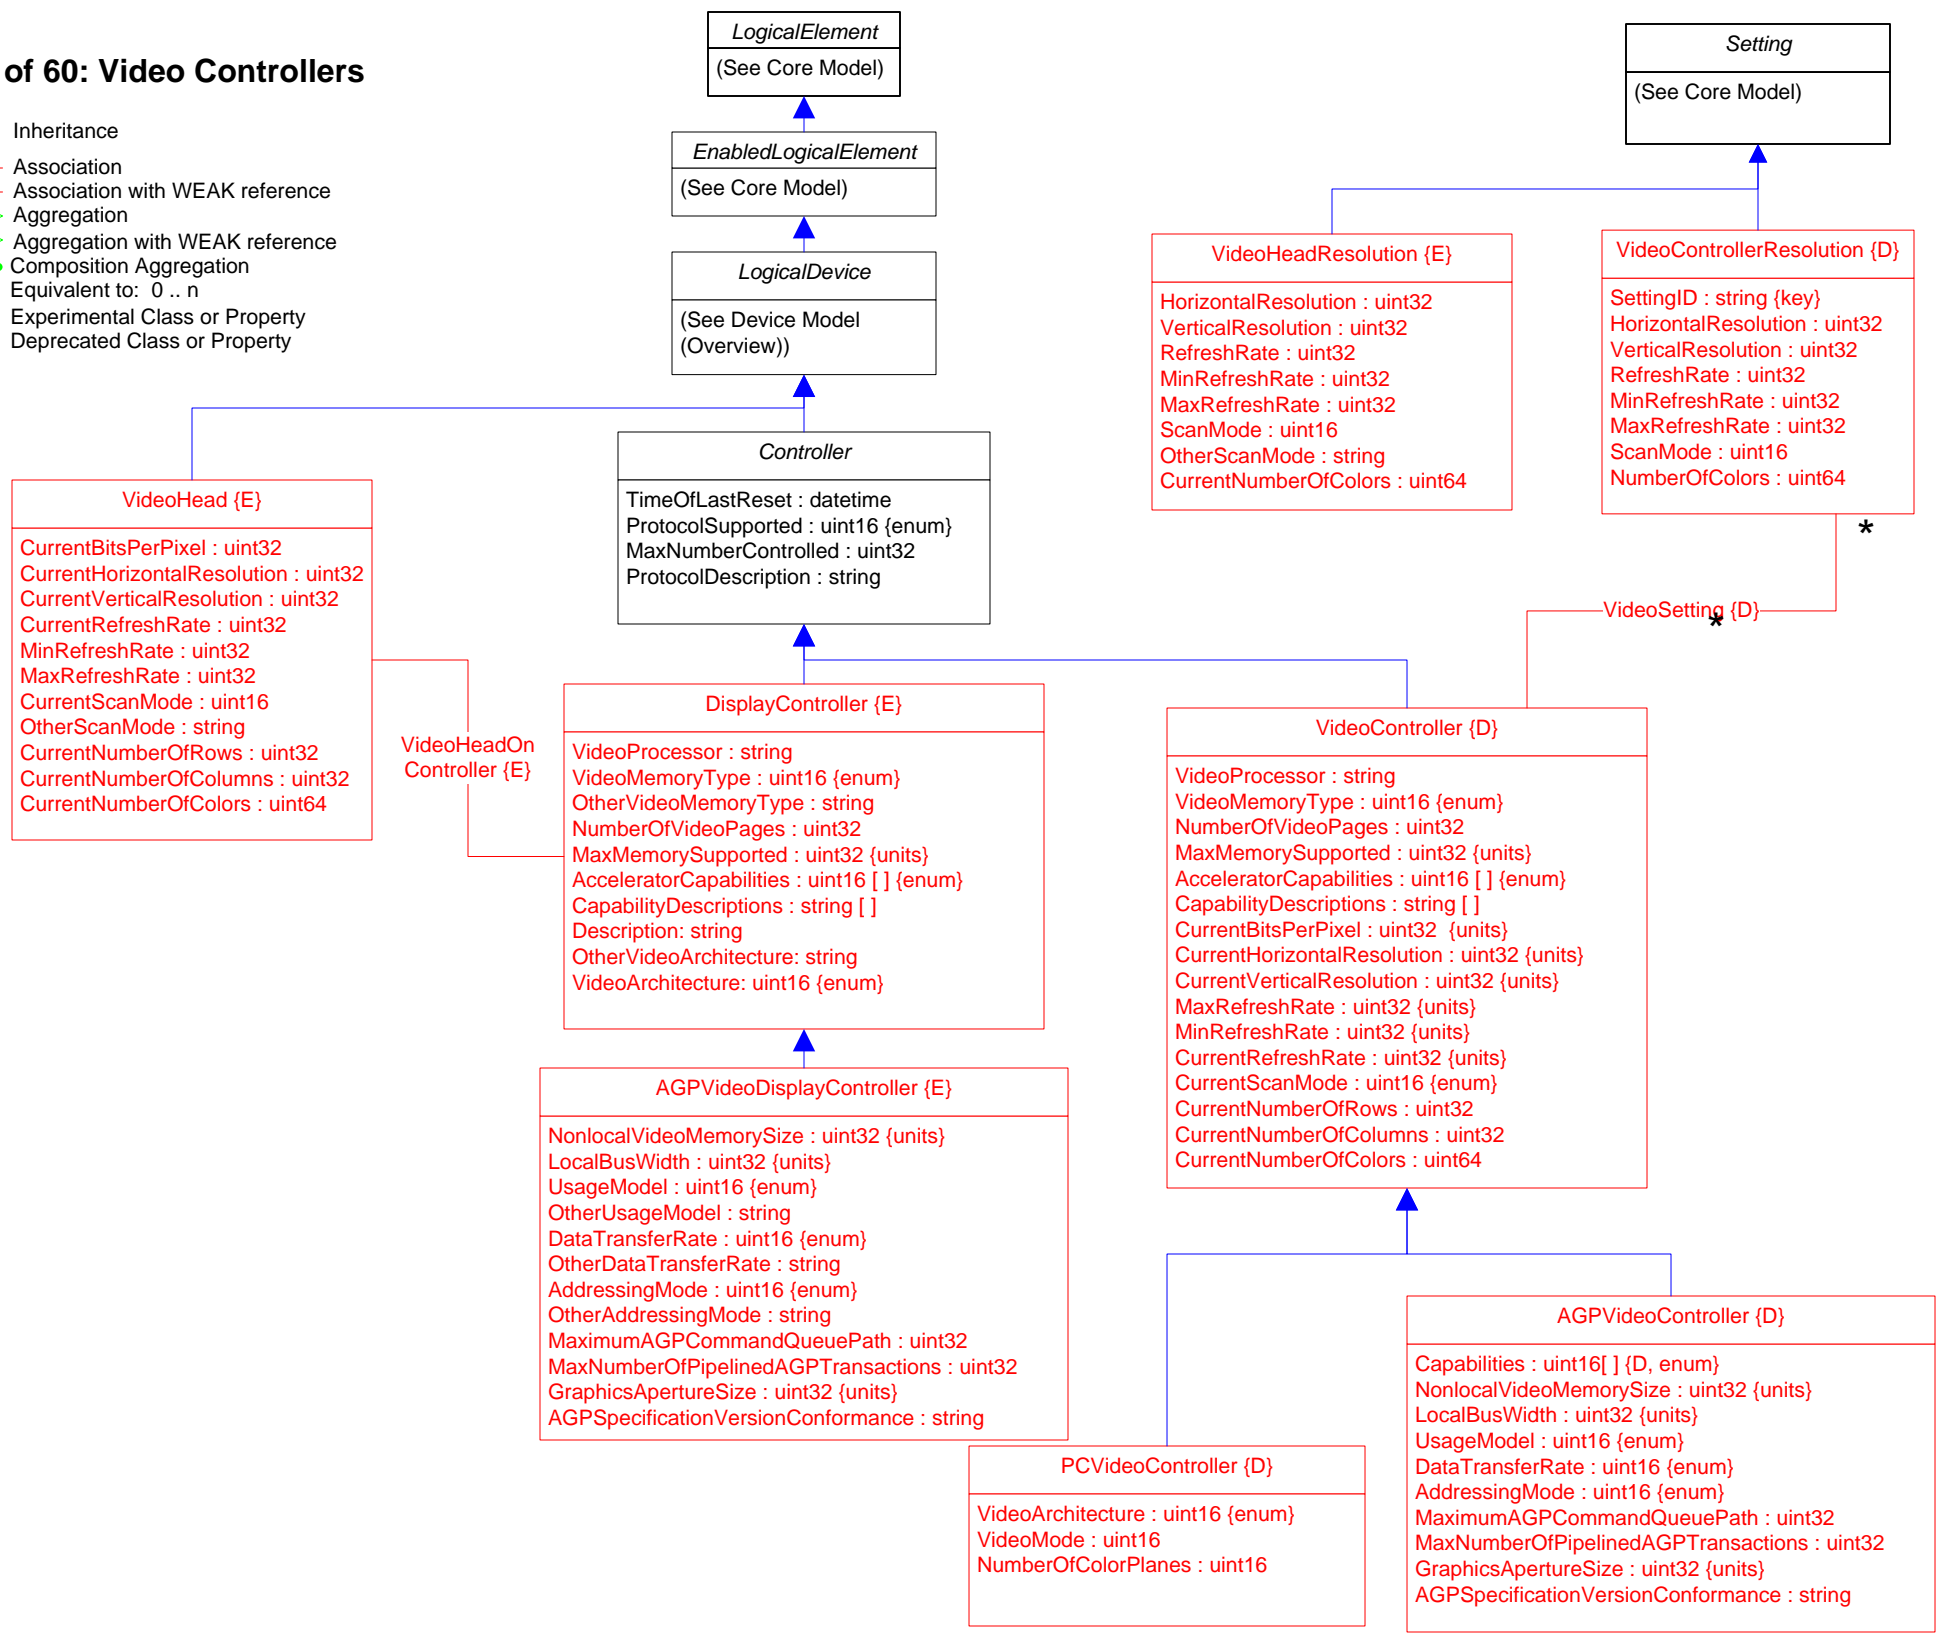 of 60: Video Controllers
Inheritance
Association
Association with WEAK reference
Aggregation
Aggregation with WEAK reference
Composition Aggregation
Equivalent to: 0 .. n
Experimental Class or Property
Deprecated Class or Property
LogicalElement
(See Core Model)
EnabledLogicalElement
(See Core Model)
LogicalDevice
(See Device Model
(Overview))
Setting
(See Core Model)
VideoHeadResolution {E}
HorizontalResolution : uint32
VerticalResolution : uint32
RefreshRate : uint32
MinRefreshRate : uint32
MaxRefreshRate : uint32
ScanMode : uint16
OtherScanMode : string
CurrentNumberOfColors : uint64
VideoControllerResolution {D}
SettingID : string {key}
HorizontalResolution : uint32
VerticalResolution : uint32
RefreshRate : uint32
MinRefreshRate : uint32
MaxRefreshRate : uint32
ScanMode : uint16
NumberOfColors : uint64
*
VideoSetting {D}
*
Controller
TimeOfLastReset : datetime
ProtocolSupported : uint16 {enum}
MaxNumberControlled : uint32
ProtocolDescription : string
VideoHead {E}
CurrentBitsPerPixel : uint32
CurrentHorizontalResolution : uint32
CurrentVerticalResolution : uint32
CurrentRefreshRate : uint32
MinRefreshRate : uint32
MaxRefreshRate : uint32
CurrentScanMode : uint16
OtherScanMode : string
CurrentNumberOfRows : uint32
CurrentNumberOfColumns : uint32
CurrentNumberOfColors : uint64
VideoHeadOn
Controller {E}
DisplayController {E}
VideoProcessor : string
VideoMemoryType : uint16 {enum}
OtherVideoMemoryType : string
NumberOfVideoPages : uint32
MaxMemorySupported : uint32 {units}
AcceleratorCapabilities : uint16 [ ] {enum}
CapabilityDescriptions : string [ ]
Description: string
OtherVideoArchitecture: string
VideoArchitecture: uint16 {enum}
VideoController {D}
VideoProcessor : string
VideoMemoryType : uint16 {enum}
NumberOfVideoPages : uint32
MaxMemorySupported : uint32 {units}
AcceleratorCapabilities : uint16 [ ] {enum}
CapabilityDescriptions : string [ ]
CurrentBitsPerPixel : uint32 {units}
CurrentHorizontalResolution : uint32 {units}
CurrentVerticalResolution : uint32 {units}
MaxRefreshRate : uint32 {units}
MinRefreshRate : uint32 {units}
CurrentRefreshRate : uint32 {units}
CurrentScanMode : uint16 {enum}
CurrentNumberOfRows : uint32
CurrentNumberOfColumns : uint32
CurrentNumberOfColors : uint64
AGPVideoDisplayController {E}
NonlocalVideoMemorySize : uint32 {units}
LocalBusWidth : uint32 {units}
UsageModel : uint16 {enum}
OtherUsageModel : string
DataTransferRate : uint16 {enum}
OtherDataTransferRate : string
AddressingMode : uint16 {enum}
OtherAddressingMode : string
MaximumAGPCommandQueuePath : uint32
MaxNumberOfPipelinedAGPTransactions : uint32
GraphicsApertureSize : uint32 {units}
AGPSpecificationVersionConformance : string
PCVideoController {D}
VideoArchitecture : uint16 {enum}
VideoMode : uint16
NumberOfColorPlanes : uint16
AGPVideoController {D}
Capabilities : uint16[ ] {D, enum}
NonlocalVideoMemorySize : uint32 {units}
LocalBusWidth : uint32 {units}
UsageModel : uint16 {enum}
DataTransferRate : uint16 {enum}
AddressingMode : uint16 {enum}
MaximumAGPCommandQueuePath : uint32
MaxNumberOfPipelinedAGPTransactions : uint32
GraphicsApertureSize : uint32 {units}
AGPSpecificationVersionConformance : string